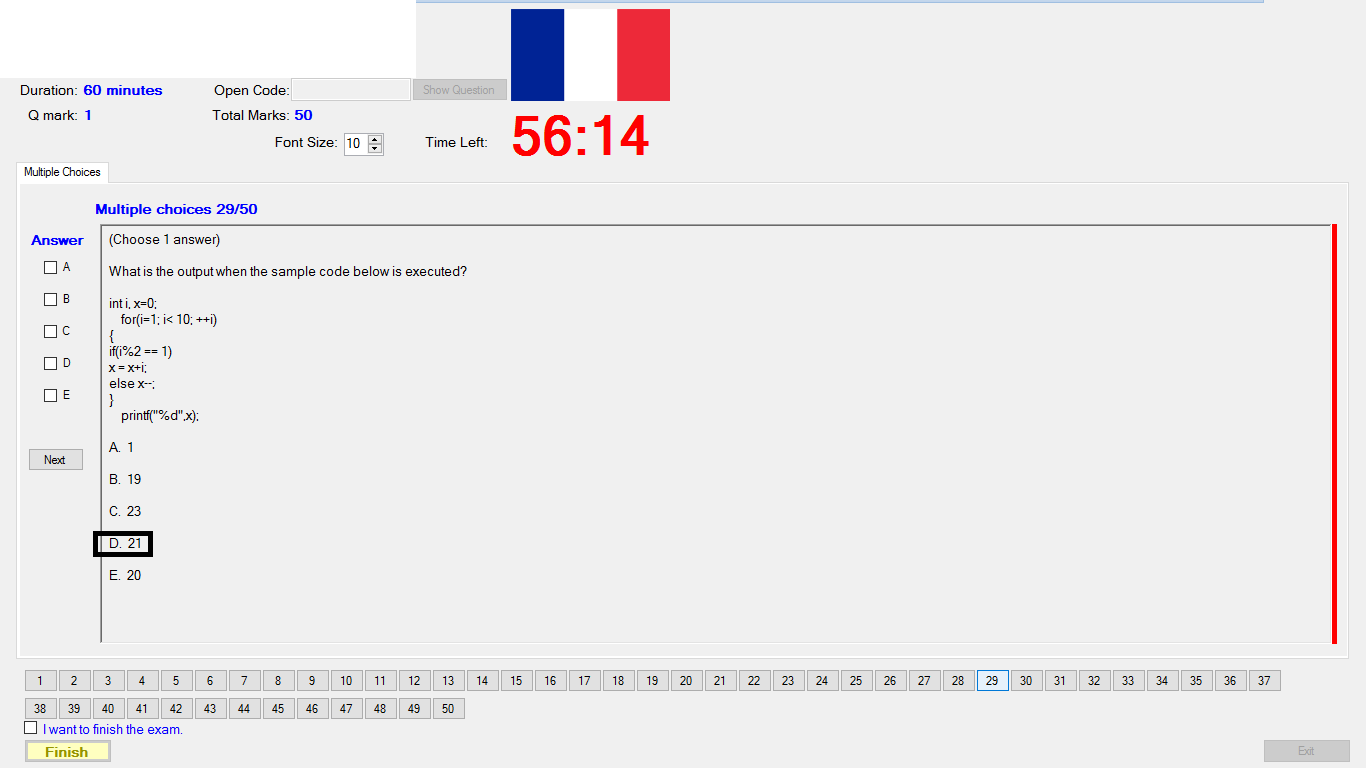 Duration: 60 minutes
Open Code:
Show Question
Q mark: 1
Total Marks: 50
Font Size: 10
Time Left: 56:14
Multiple Choices
Multiple choices 29/50
Answer
A
B
C
D
E
Next
(Choose 1 answer)
What is the output when the sample code below is executed?
int i, x=0;
for(i=1; i< 10; ++i)
{
if(i%2 == 1)
x = x+i;
else x--;
}
printf("%d",x);
A. 1
B. 19
C. 23
D. 21
E. 20
1 2 3 4 5 6 7 8 9 10 11 12 13 14 15 16 17 18 19 20 21 22 23 24 25 26 27 28 29 30 31 32 33 34 35 36 37
38 39 40 41 42 43 44 45 46 47 48 49 50
I want to finish the exam.
Finish
Exit